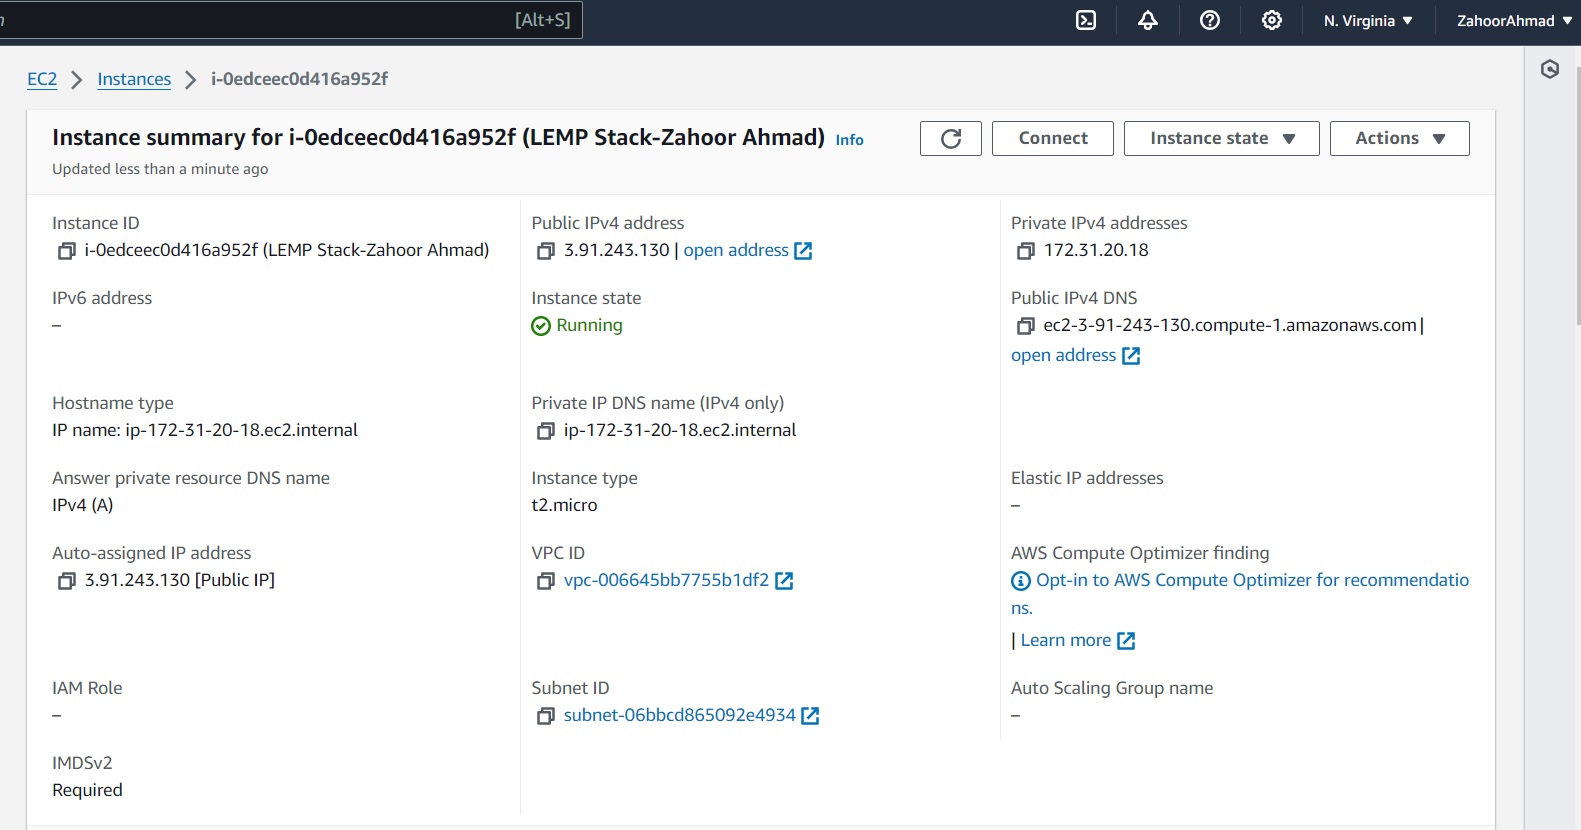 [Alt+S]
N. Virginia
ZahoorAhmad
EC2 > Instances > i-0edceec0d416a952f
Instance summary for i-0edceec0d416a952f (LEMP Stack-Zahoor Ahmad) Info
Connect
Instance state
Actions
Updated less than a minute ago
Instance ID
i-0edceec0d416a952f (LEMP Stack-Zahoor Ahmad)
Public IPv4 address
3.91.243.130 | open address
Private IPv4 addresses
172.31.20.18
IPv6 address
–
Instance state
Running
Public IPv4 DNS
ec2-3-91-243-130.compute-1.amazonaws.com |
open address
Hostname type
IP name: ip-172-31-20-18.ec2.internal
Private IP DNS name (IPv4 only)
ip-172-31-20-18.ec2.internal
Answer private resource DNS name
IPv4 (A)
Instance type
t2.micro
Elastic IP addresses
–
Auto-assigned IP address
3.91.243.130 [Public IP]
VPC ID
vpc-006645bb7755b1df2
AWS Compute Optimizer finding
Opt-in to AWS Compute Optimizer for recommendatio
ns.
| Learn more
IAM Role
–
Subnet ID
subnet-06bbcd865092e4934
Auto Scaling Group name
–
IMDSv2
Required